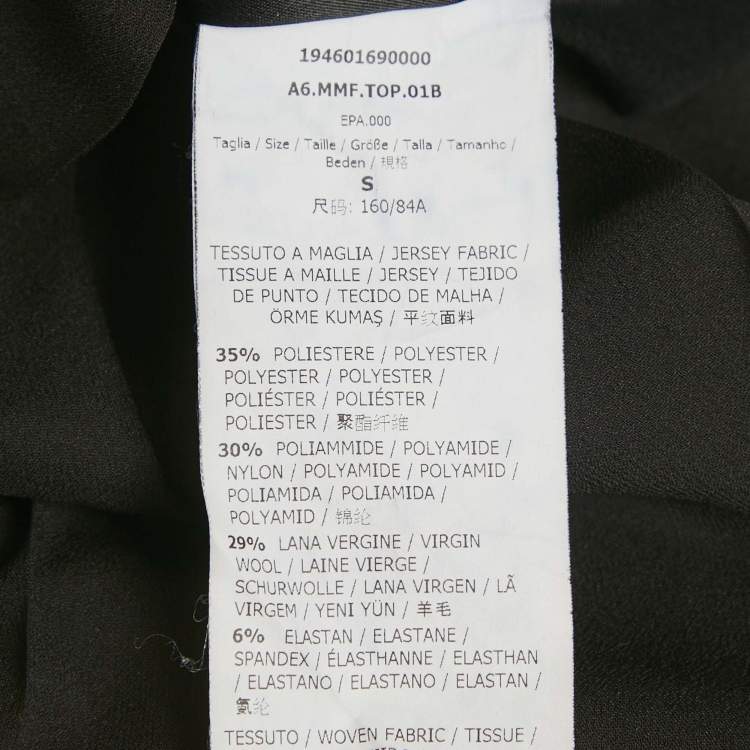 194601690000
A6.MMF.TOP.01B
EPA.000
Taglia / Size / Taille / Größe / Talla / Tamanho /
Beden / 規格
S
尺码: 160/84A
TESSUTO A MAGLIA / JERSEY FABRIC /
TISSUE A MAILLE / JERSEY / TEJIDO
DE PUNTO / TECIDO DE MALHA /
ÖRME KUMAŞ / 平纹面料
35% POLIESTERE / POLYESTER /
POLYESTER / POLYESTER /
POLIÉSTER / POLIÉSTER /
POLIESTER / 聚酯纤维
30% POLIAMMIDE / POLYAMIDE /
NYLON / POLYAMIDE / POLYAMID /
POLIAMIDA / POLIAMIDA /
POLYAMID / 锦纶
29% LANA VERGINE / VIRGIN
WOOL / LAINE VIERGE /
SCHURWOLLE / LANA VIRGEN / LÃ
VIRGEM / YENI YÜN / 羊毛
6% ELASTAN / ELASTANE /
SPANDEX / ÉLASTHANNE / ELASTHAN
/ ELASTANO / ELASTANO / ELASTAN /
氨纶
TESSUTO / WOVEN FABRIC / TISSUE /